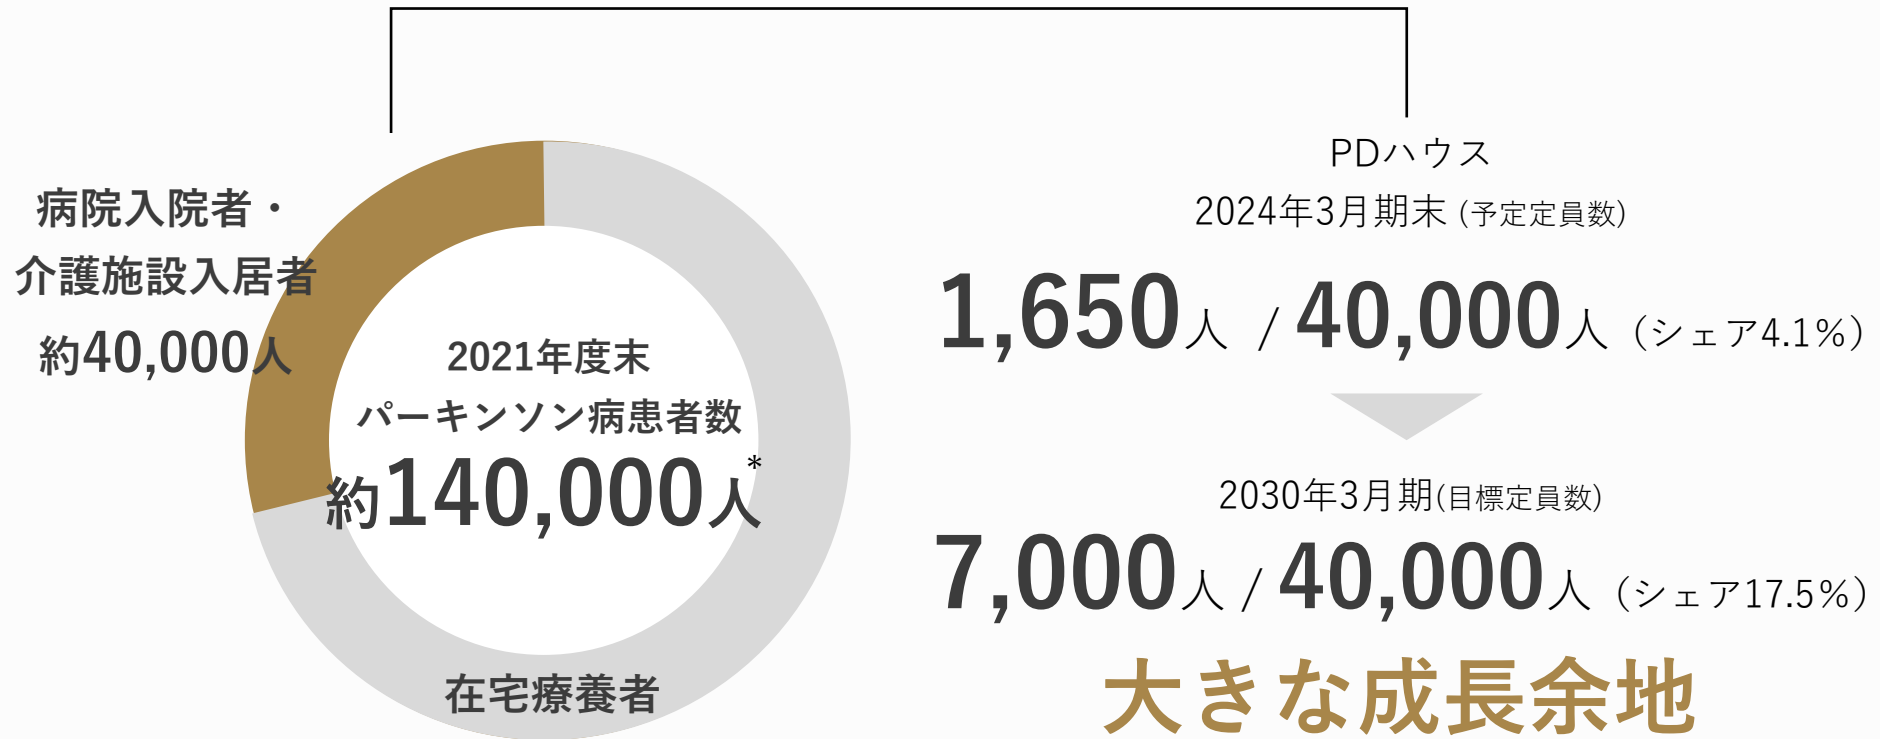 病院入院者・
介護施設入居者
約40,000人
2021年度末
パーキンソン病患者数
約140,000人*
在宅療養者
PDハウス
2024年3月期末 (予定定員数)
1,650人 / 40,000人（シェア4.1%）
2030年3月期(目標定員数)
7,000人 / 40,000人（シェア17.5%）
大きな成長余地